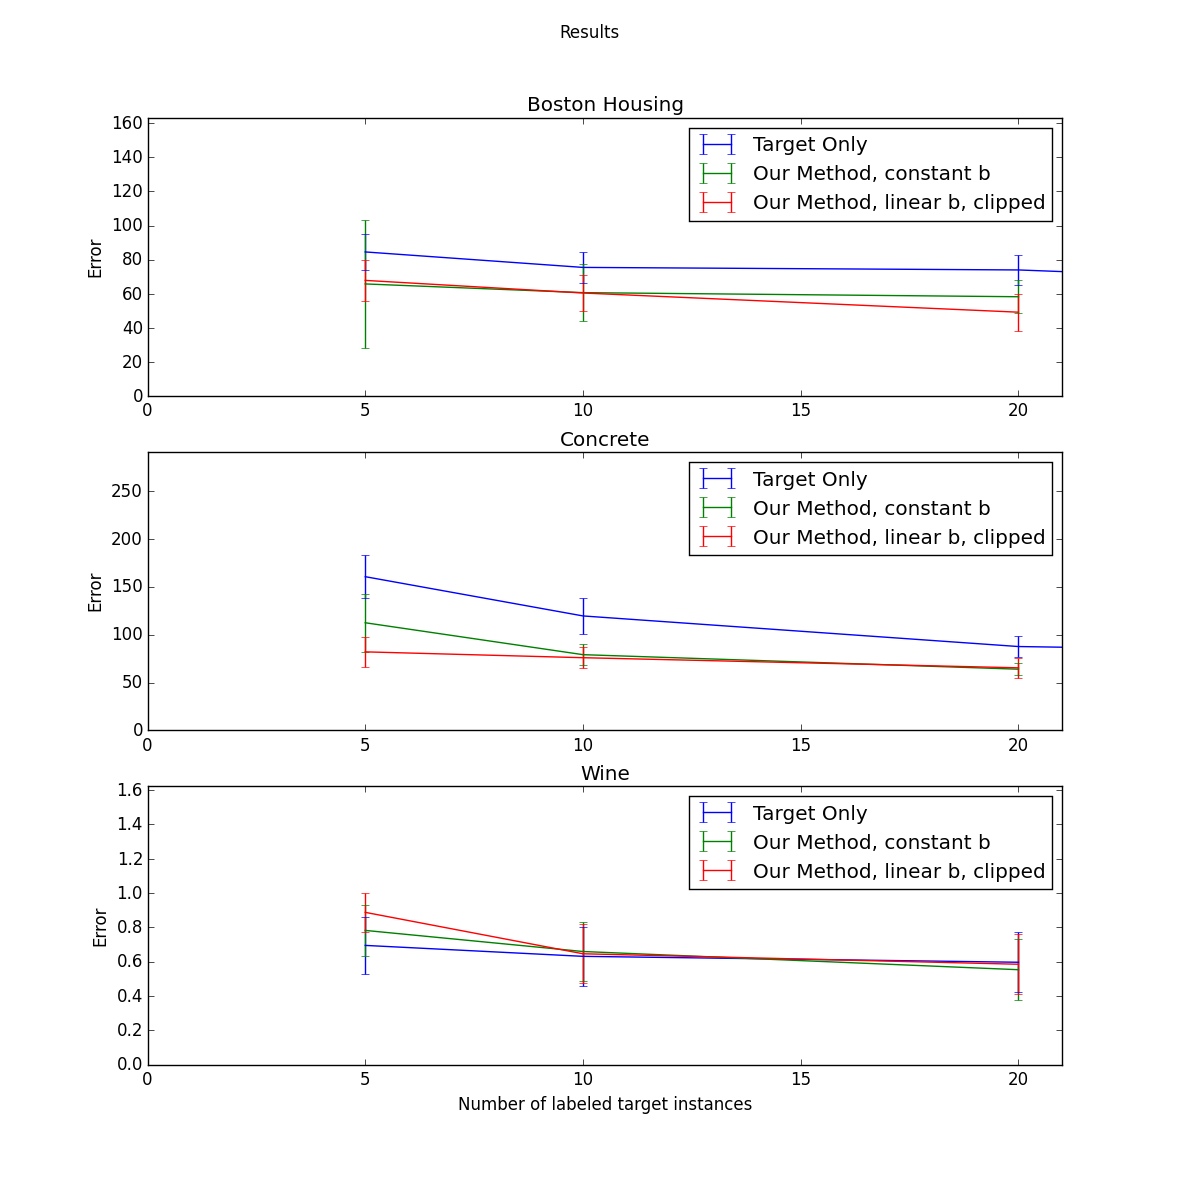 Results
Boston Housing
160
140
120
100
80
60
40
20
0
Error
Target Only
Our Method, constant b
Our Method, linear b, clipped
0 5 10 15 20
Concrete
250
200
150
100
50
0
Error
Target Only
Our Method, constant b
Our Method, linear b, clipped
0 5 10 15 20
Wine
1.6
1.4
1.2
1.0
0.8
0.6
0.4
0.2
0.0
Error
Target Only
Our Method, constant b
Our Method, linear b, clipped
0 5 10 15 20
Number of labeled target instances